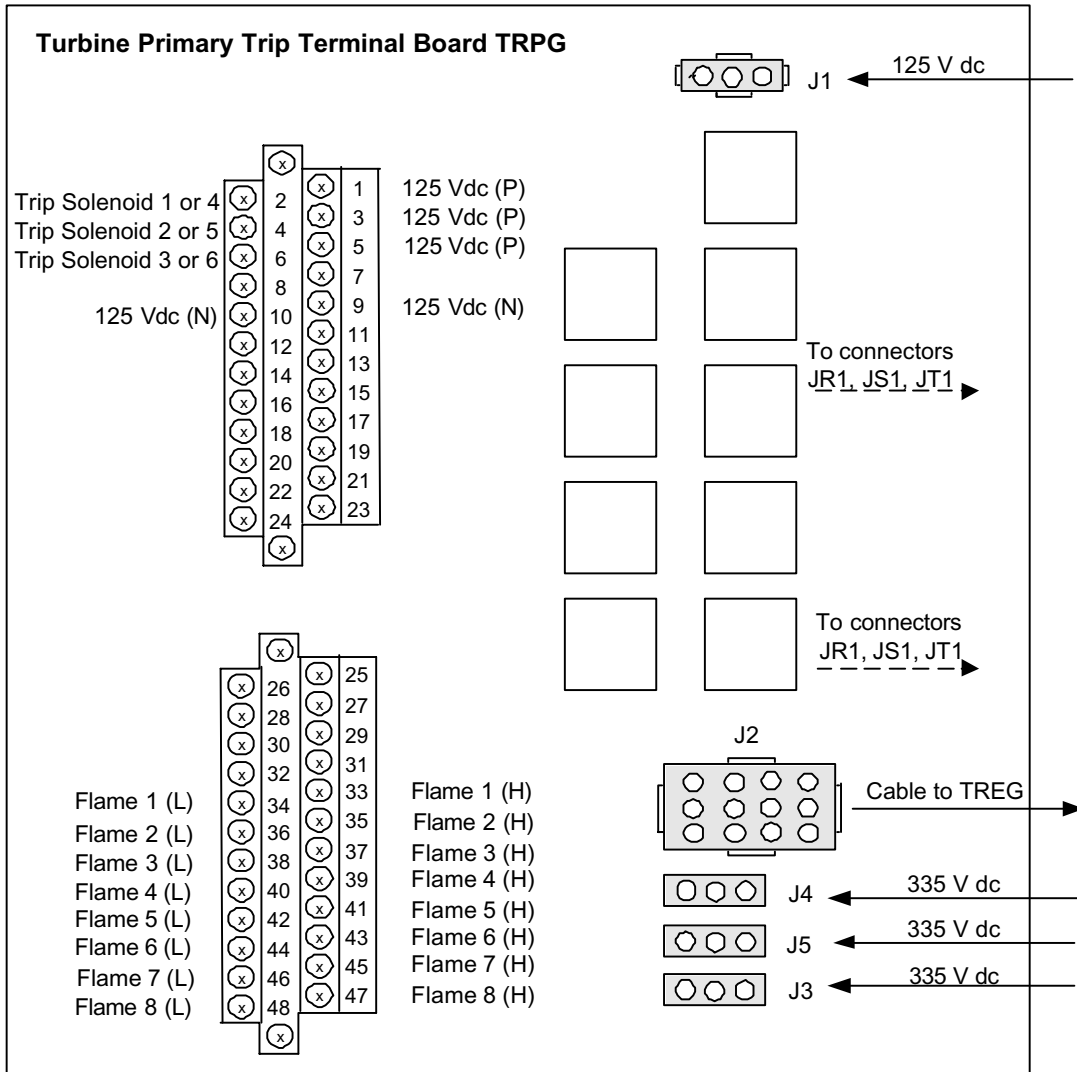 Turbine Primary Trip Terminal Board TRPG
J1
125 V dc
x
Trip Solenoid 1 or 4 x 2 x 1 125 Vdc (P)
Trip Solenoid 2 or 5 x 4 x 3 125 Vdc (P)
Trip Solenoid 3 or 6 x 6 x 5 125 Vdc (P)
x 8 x 7
125 Vdc (N) x 10 x 9 125 Vdc (N)
x 12 x 11
x 14 x 13
x 16 x 15
x 18 x 17
x 20 x 19
x 22 x 21
x 24 x 23
x
To connectors
JR1, JS1, JT1
To connectors
JR1, JS1, JT1
x
x 26 x 25
x 28 x 27
x 30 x 29
x 32 x 31
Flame 1 (L) x 34 x 33 Flame 1 (H)
Flame 2 (L) x 36 x 35 Flame 2 (H)
Flame 3 (L) x 38 x 37 Flame 3 (H)
Flame 4 (L) x 40 x 39 Flame 4 (H)
Flame 5 (L) x 42 x 41 Flame 5 (H)
Flame 6 (L) x 44 x 43 Flame 6 (H)
Flame 7 (L) x 46 x 45 Flame 7 (H)
Flame 8 (L) x 48 x 47 Flame 8 (H)
x
J2
Cable to TREG
J4 335 V dc
J5 335 V dc
J3 335 V dc